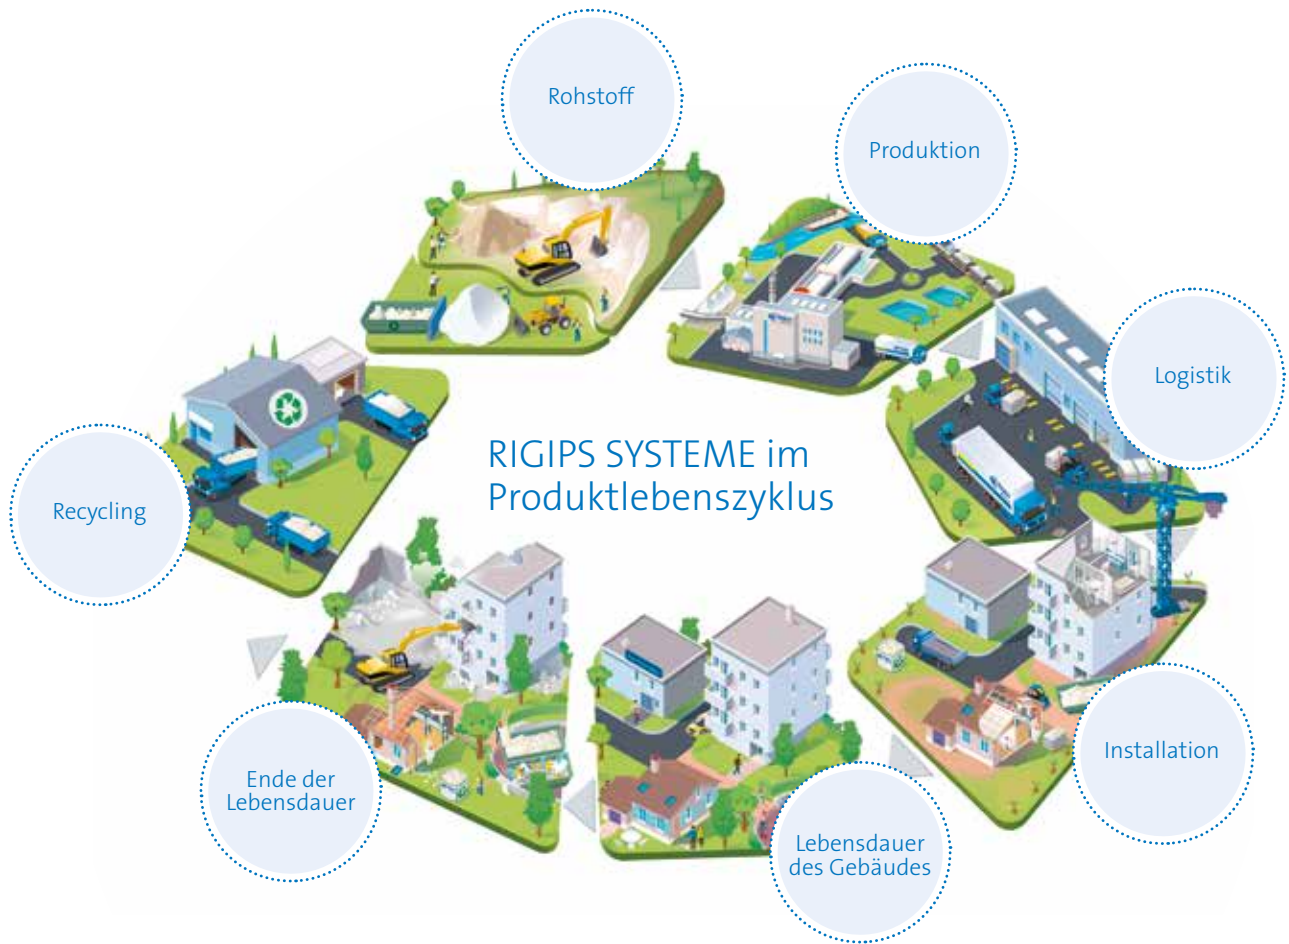 Rohstoff
Produktion
Logistik
RIGIPS SYSTEME im
Produktlebenszyklus
Recycling
Installation
Ende der
Lebensdauer
Lebensdauer
des Gebäudes